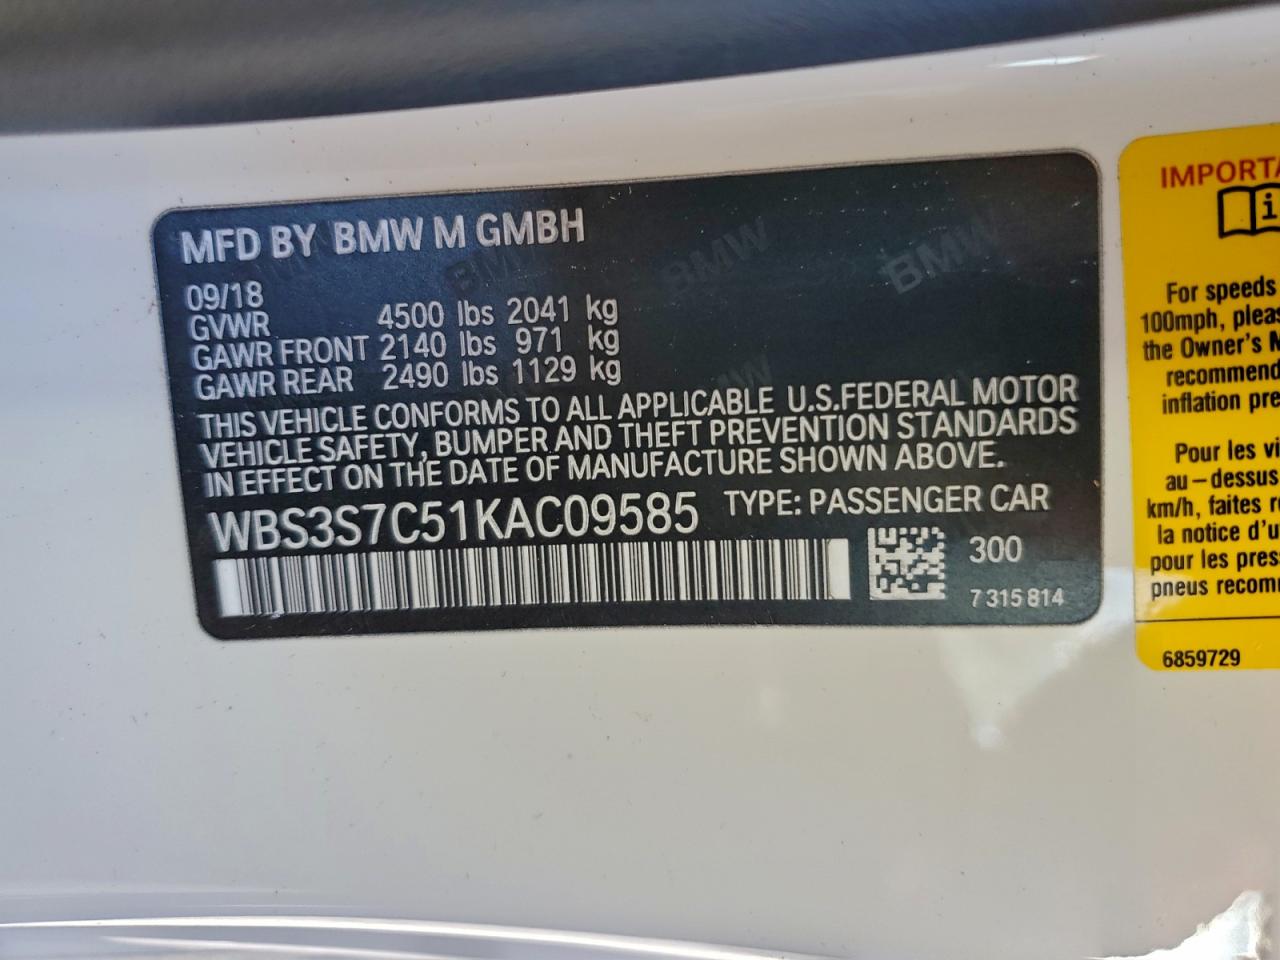 MFD BY BMW M GMBH
09/18
GVWR 4500 lbs 2041 kg
GAWR FRONT 2140 lbs 971 kg
GAWR REAR 2490 lbs 1129 kg
THIS VEHICLE CONFORMS TO ALL APPLICABLE U.S.FEDERAL MOTOR
VEHICLE SAFETY, BUMPER AND THEFT PREVENTION STANDARDS
IN EFFECT ON THE DATE OF MANUFACTURE SHOWN ABOVE.
WBS3S7C51KAC09585 TYPE: PASSENGER CAR
300
7 315 814
BMW BMW BMW
IMPORTA
i
For speeds
100mph, pleas
the Owner's M
recommend
inflation pre
Pour les vi
au-dessus
km/h, faites r
la notice d'u
pour les press
pneus recomm
6859729